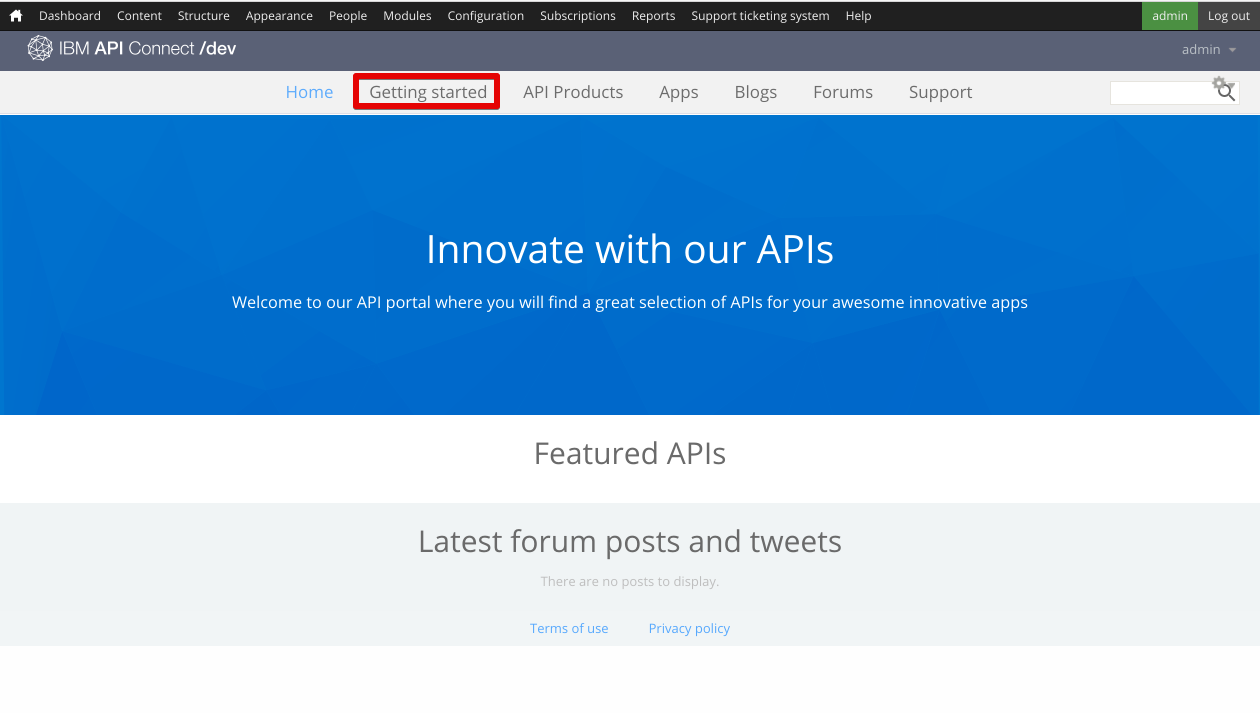 Dashboard Content Structure Appearance People Modules Configuration Subscriptions Reports Support ticketing system Help admin Log out
IBM API Connect /dev admin
Home Getting started API Products Apps Blogs Forums Support
Innovate with our APIs
Welcome to our API portal where you will find a great selection of APIs for your awesome innovative apps
Featured APIs
Latest forum posts and tweets
There are no posts to display.
Terms of use Privacy policy